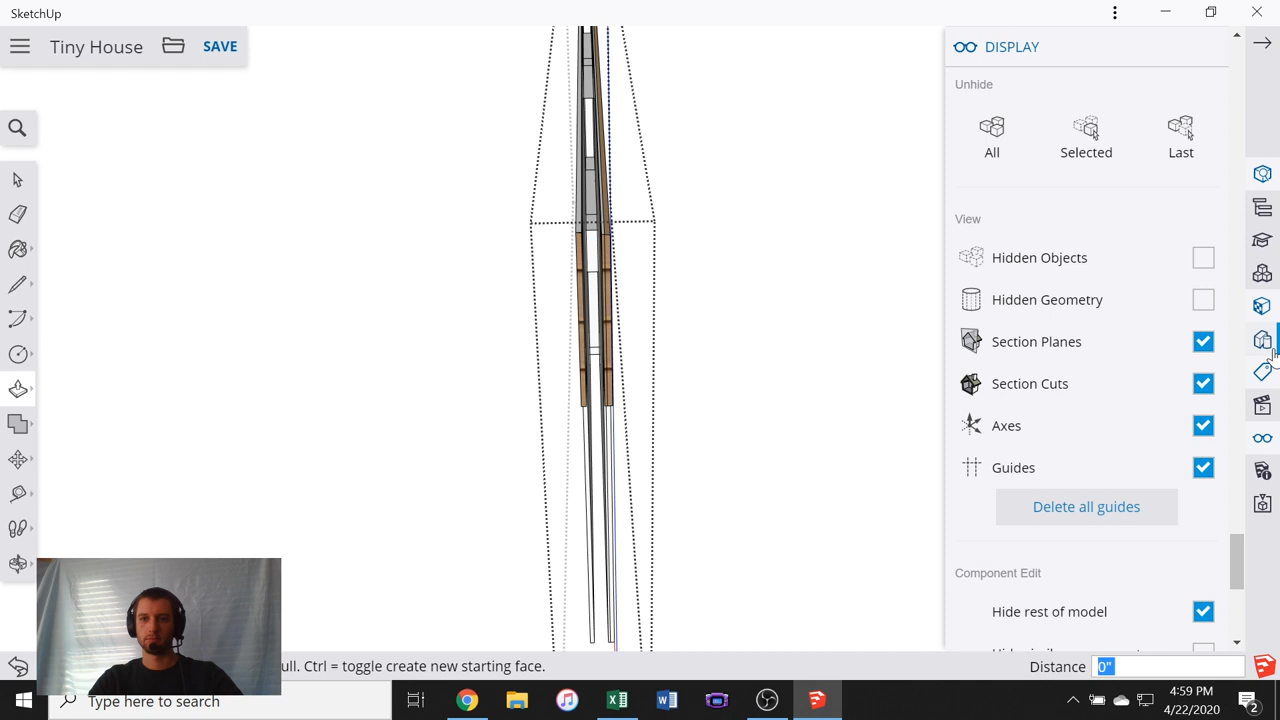 SketchUp
Tiny House
SAVE
DISPLAY
Unhide
All
Selected
Last
View
Hidden Objects
Hidden Geometry
Section Planes
Section Cuts
Axes
Guides
Delete all guides
Component Edit
Hide rest of model
ull. Ctrl = toggle create new starting face.
Distance
0"
Type here to search
4:59 PM
4/22/2020
2